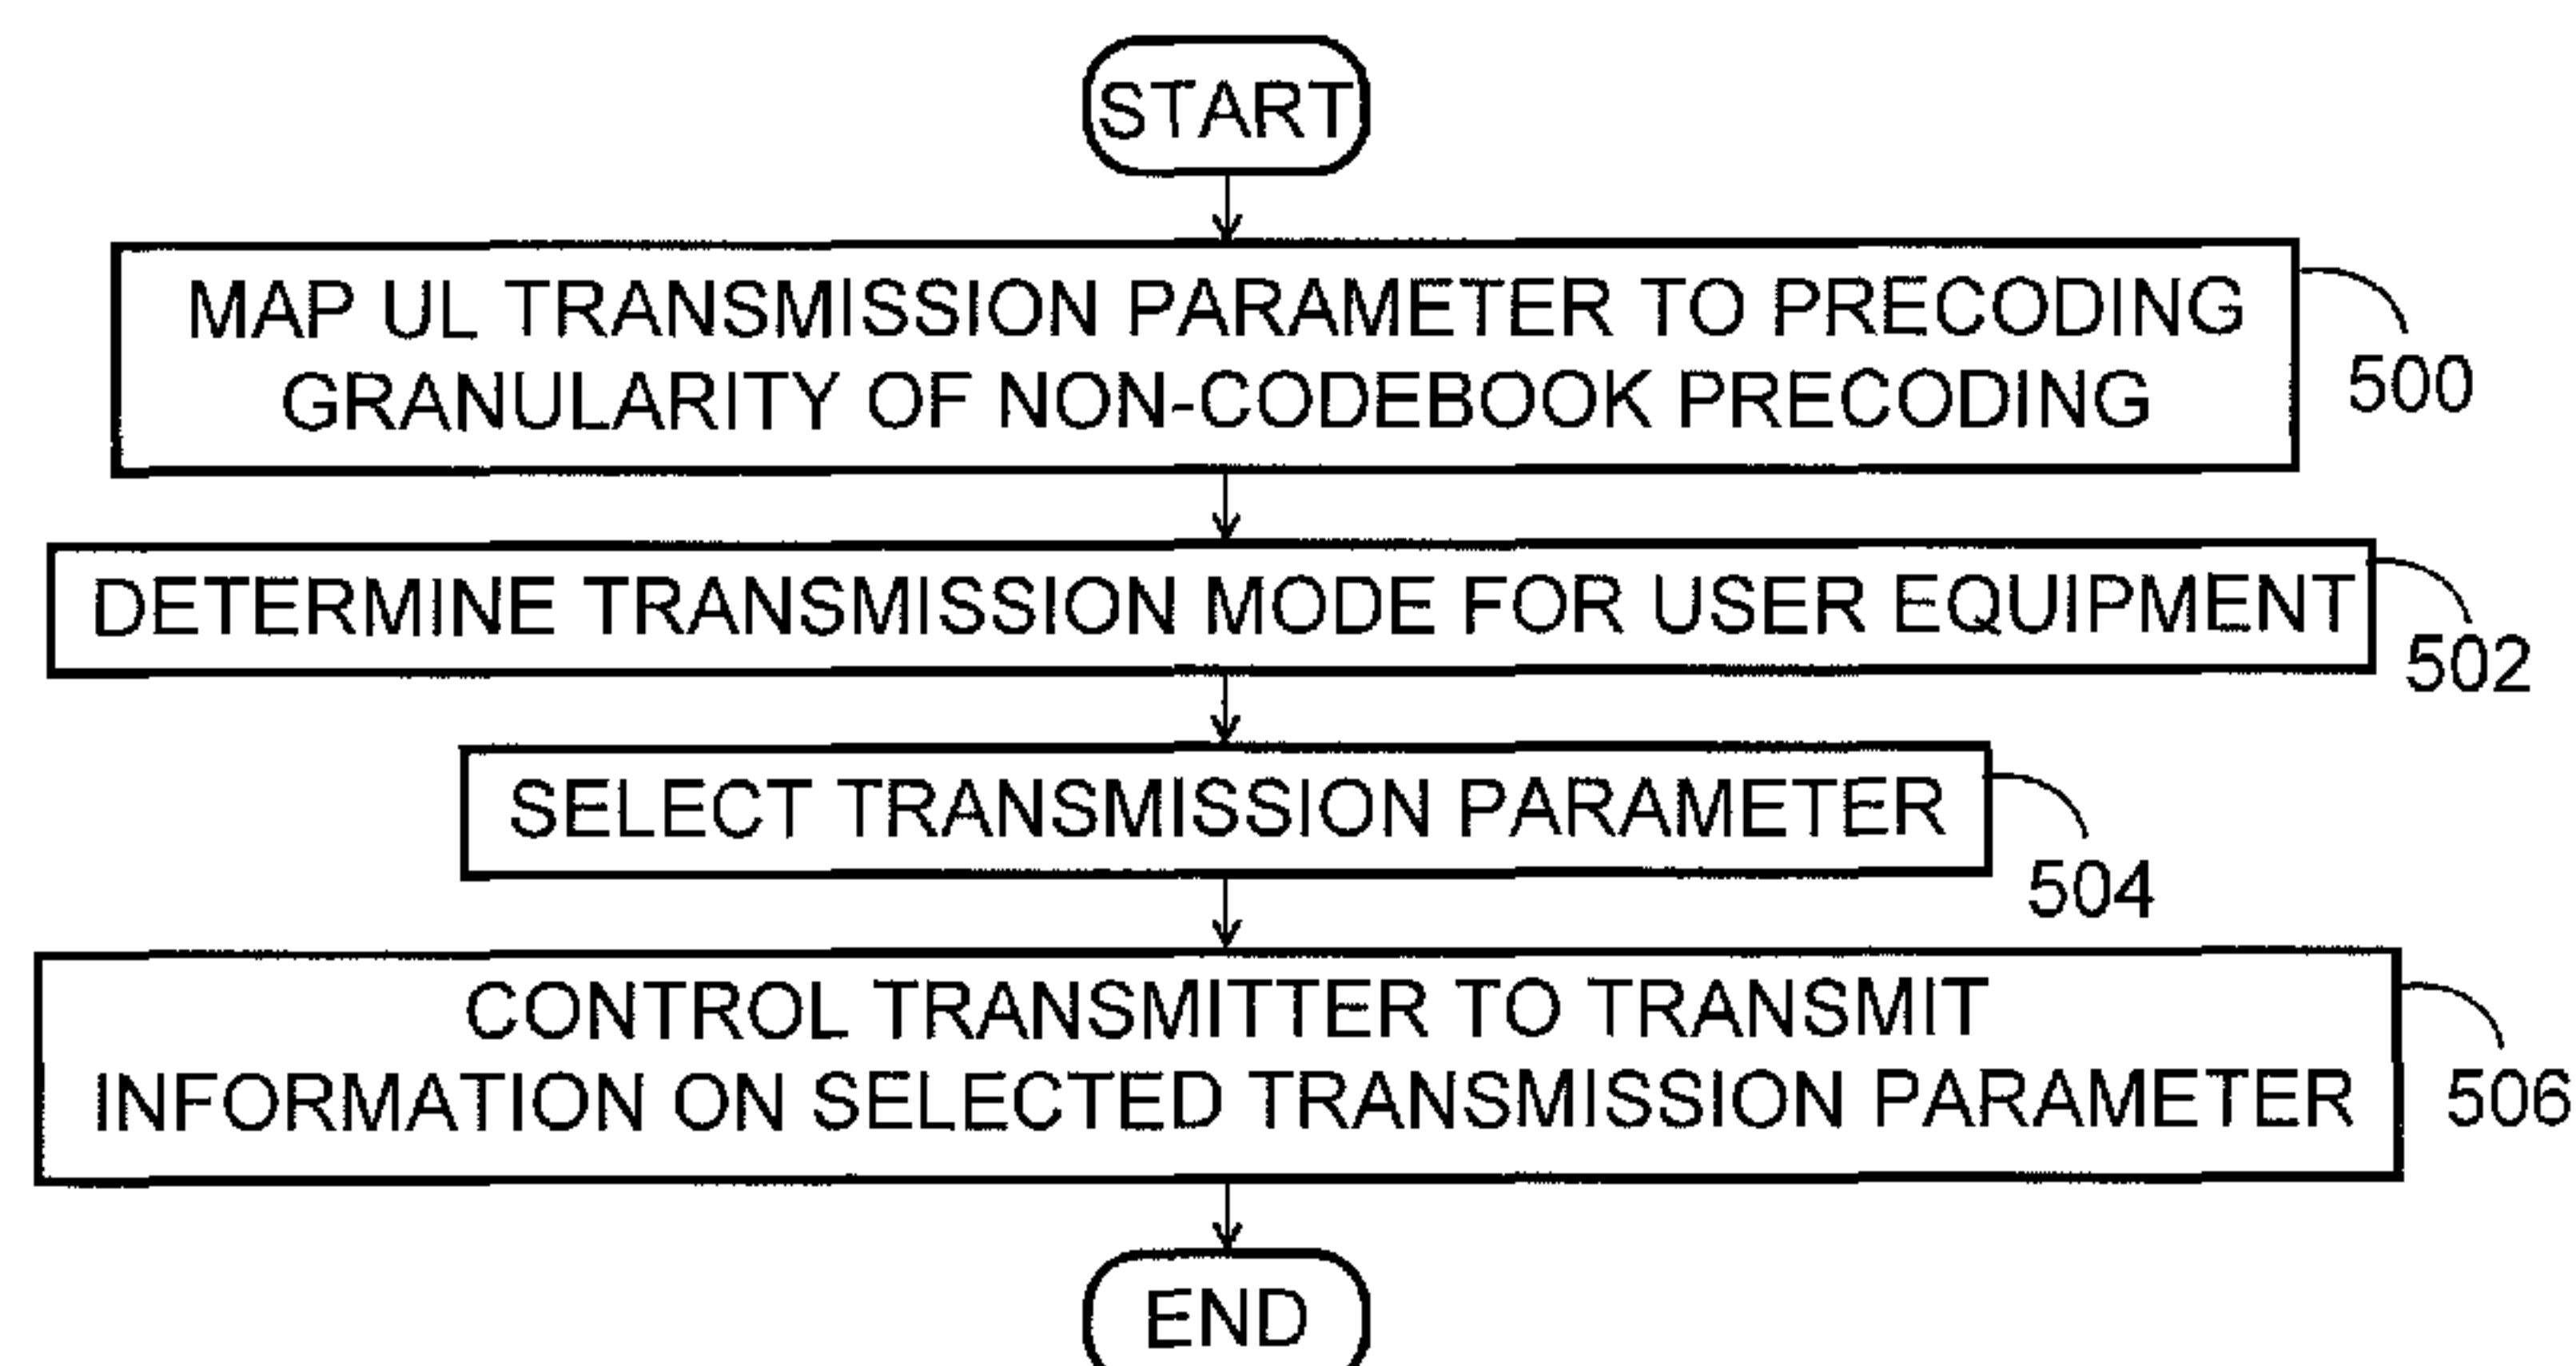 START
MAP UL TRANSMISSION PARAMETER TO PRECODING
GRANULARITY OF NON-CODEBOOK PRECODING
500
DETERMINE TRANSMISSION MODE FOR USER EQUIPMENT
502
SELECT TRANSMISSION PARAMETER
504
CONTROL TRANSMITTER TO TRANSMIT
INFORMATION ON SELECTED TRANSMISSION PARAMETER
506
END